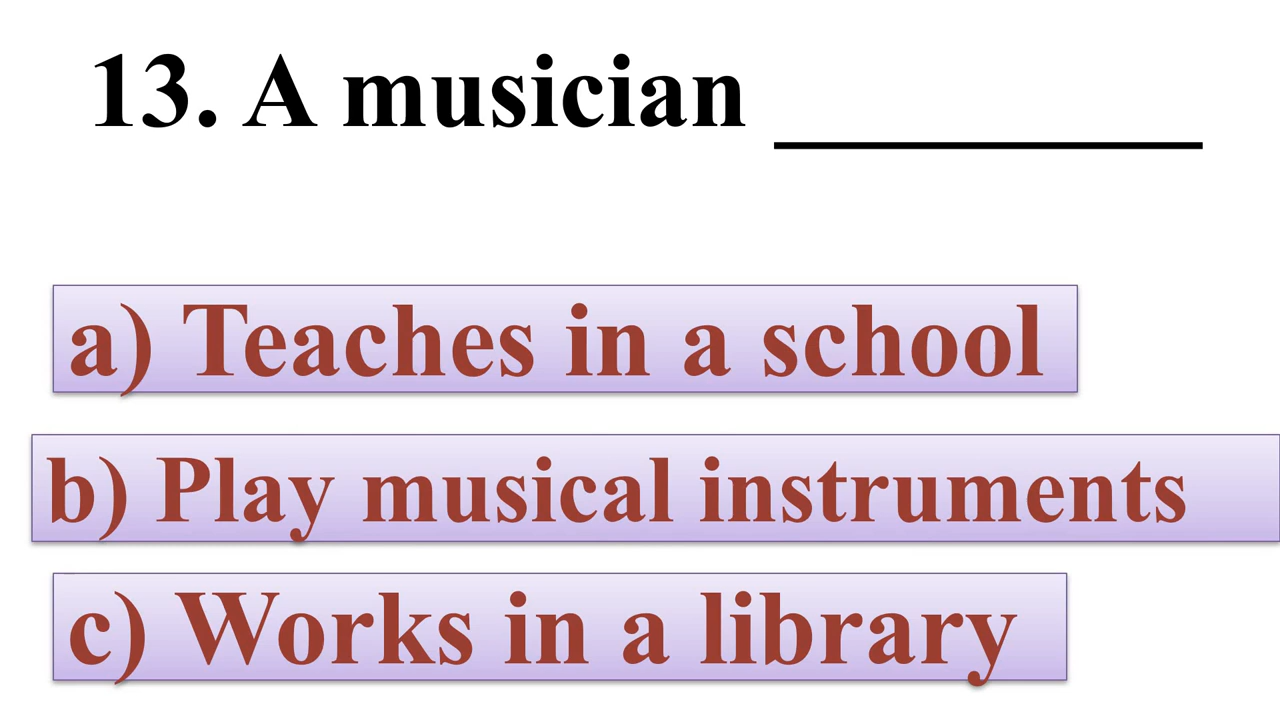 13. A musician __________
a) Teaches in a school
b) Play musical instruments
c) Works in a library